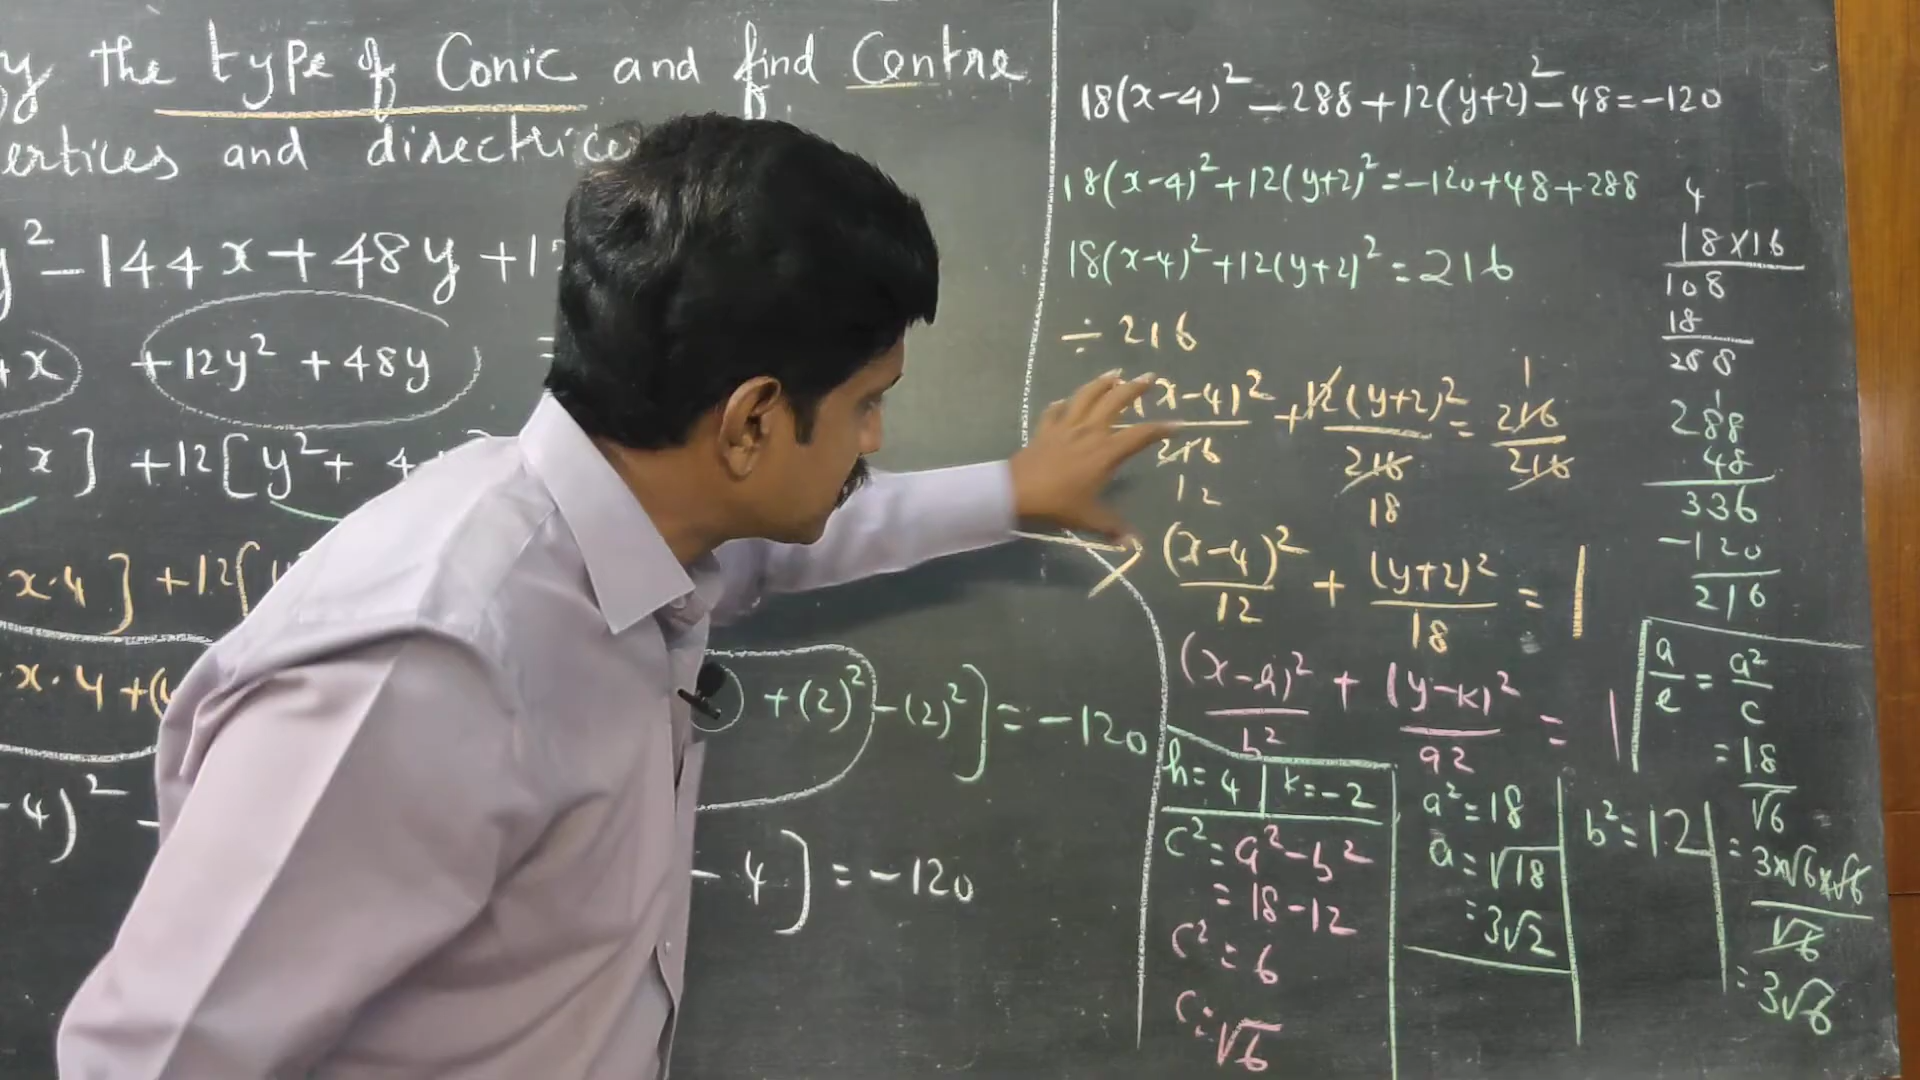 y the type of Conic and find Centre
ertices and directrice
y² - 144x + 48y + 1
x +12y² + 48y =
x] +12[y² + 4
x·4] +12[
x·4 +( +(2)² - (2)²] = -120
-4)² - - 4] = -120
18(x-4)² - 288 + 12(y+2)² - 48 = -120
18(x-4)² + 12(y+2)² = -120 + 48 + 288
18(x-4)² + 12(y+2)² = 216
÷ 216
(x-4)²/216 + 12(y+2)²/216 = 216/216
12 18 1
(x-4)²/12 + (y+2)²/18 = 1
(x-h)²/b² + (y-k)²/a² = 1
h = 4 | k = -2
c² = a² - b²
= 18 - 12
c² = 6
c = √6
a² = 18
a = √18
= 3√2
b² = 12
4
18 × 16
108
18
288
1
288
48
336
-120
216
a/e = a²/c
= 18/√6
= 3×√6×√6/√6
= 3√6